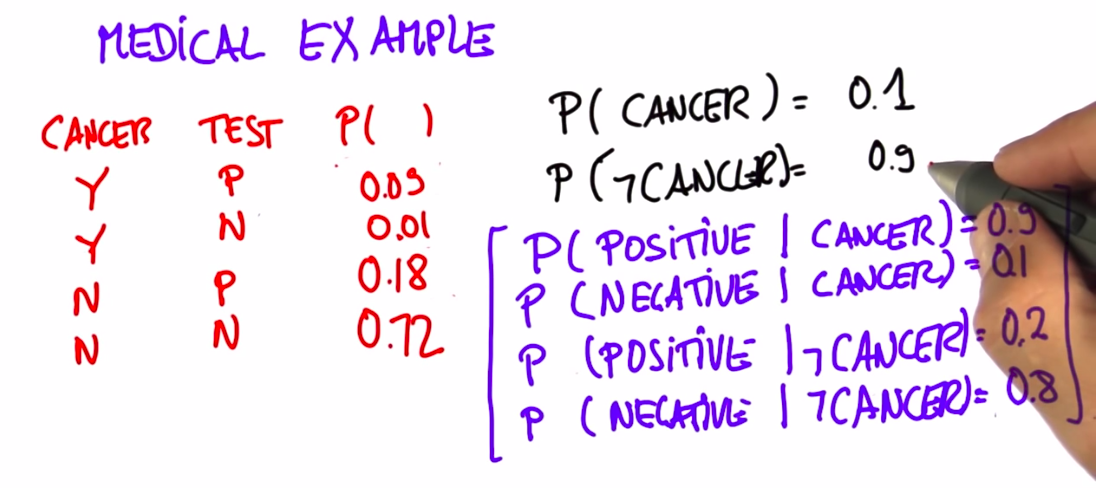 MEDICAL EXAMPLE
CANCER TEST P( )
Y P 0.09
Y N 0.01
N P 0.18
N N 0.72
P( CANCER ) = 0.1
P(¬CANCER)= 0.9
P( POSITIVE | CANCER)= 0.9
P (NEGATIVE | CANCER)= 0.1
P (POSITIVE | ¬CANCER)= 0.2
P (NEGATIVE | ¬CANCER)= 0.8